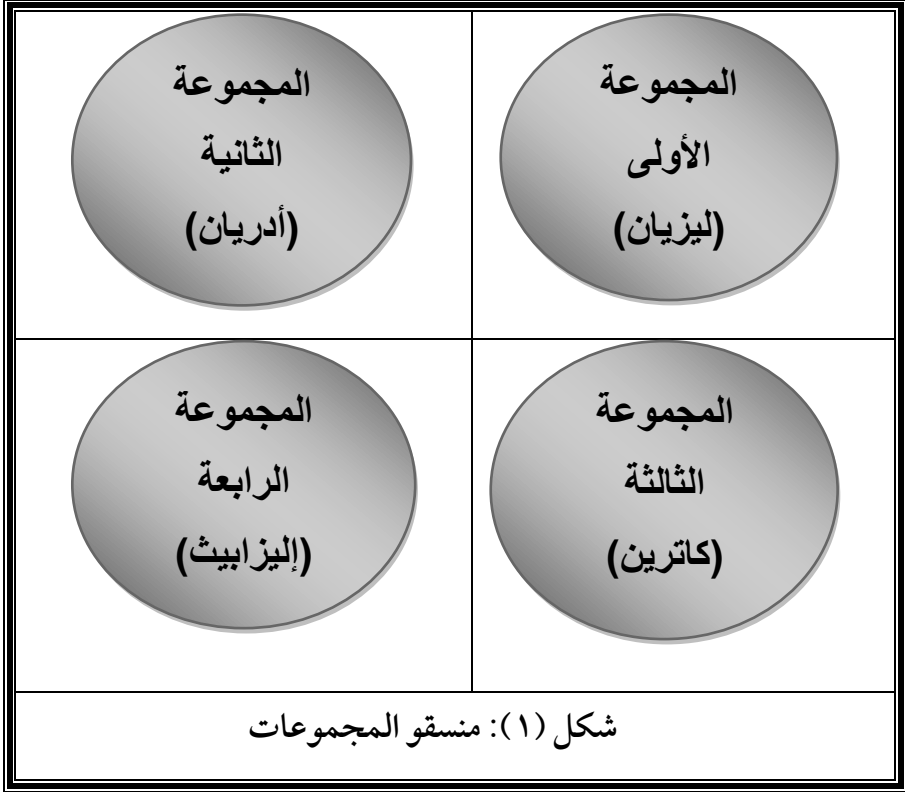 المجموعة
الأولى
(ليزيان)
المجموعة
الثانية
(أدريان)
المجموعة
الثالثة
(كاترين)
المجموعة
الرابعة
(إليزابيث)
شكل (١): منسقو المجموعات